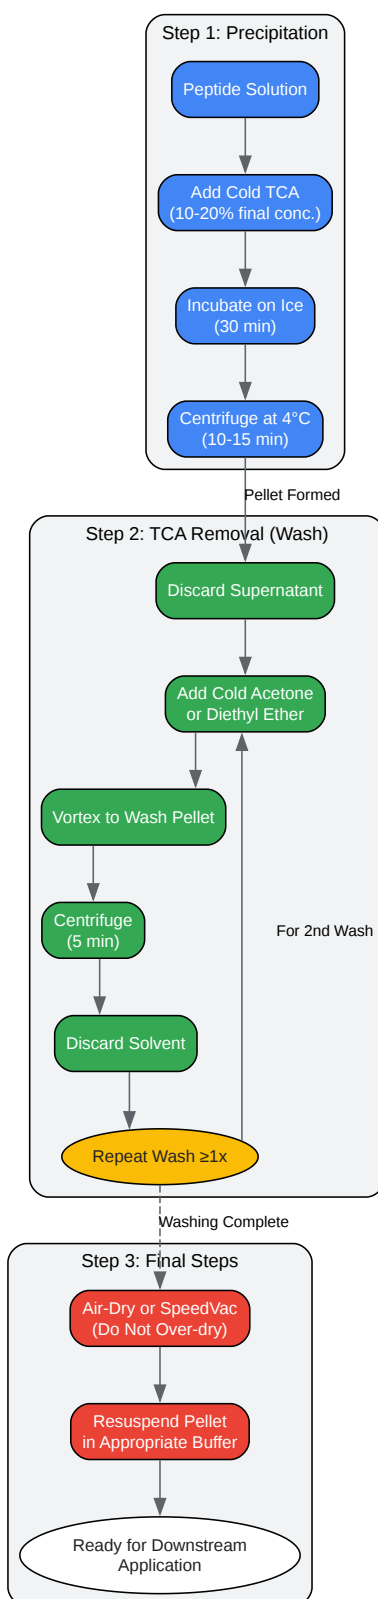 Step 1: Precipitation
Peptide Solution
Add Cold TCA
(10-20% final conc.)
Incubate on Ice
(30 min)
Centrifuge at 4°C
(10-15 min)
Pellet Formed
Step 2: TCA Removal (Wash)
Discard Supernatant
Add Cold Acetone
or Diethyl Ether
Vortex to Wash Pellet
Centrifuge
(5 min)
For 2nd Wash
Discard Solvent
Repeat Wash ≥1x
Washing Complete
Step 3: Final Steps
Air-Dry or SpeedVac
(Do Not Over-dry)
Resuspend Pellet
in Appropriate Buffer
Ready for Downstream
Application